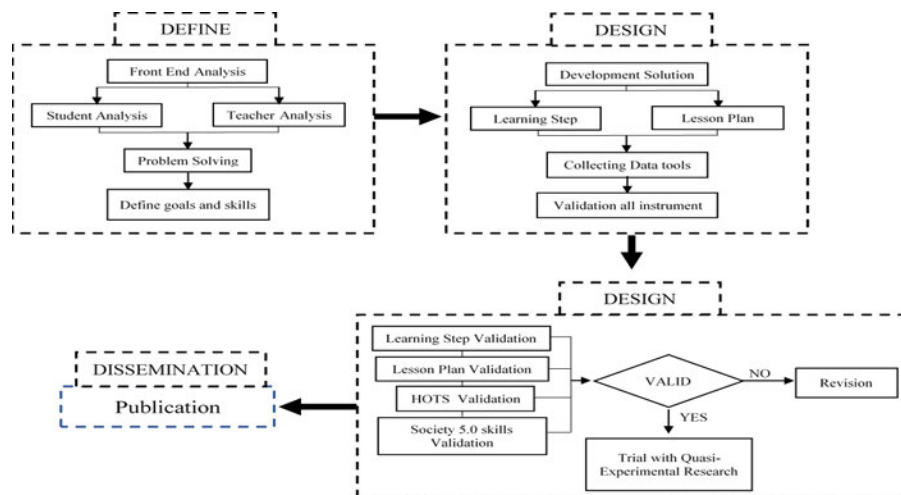 DEFINE
Front End Analysis
Student Analysis
Teacher Analysis
Problem Solving
Define goals and skills
DESIGN
Development Solution
Learning Step
Lesson Plan
Collecting Data tools
Validation all instrument
DESIGN
Learning Step Validation
Lesson Plan Validation
HOTS Validation
Society 5.0 skills
Validation
VALID
NO
Revision
YES
Trial with Quasi-
Experimental Research
DISSEMINATION
Publication